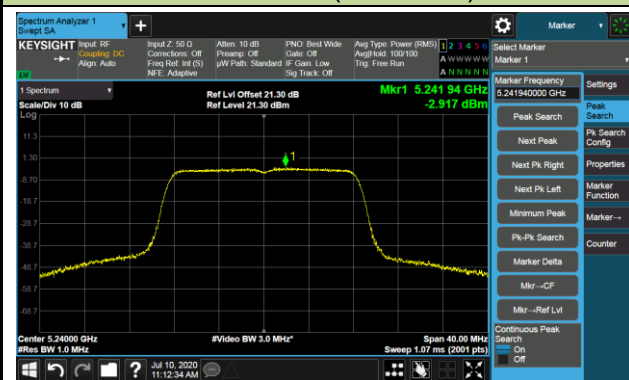 Spectrum Analyzer 1
Swept SA
+
Marker
KEYSIGHT
Input: RF
Coupling: DC
Align: Auto
Input Z: 50 Ω
Corrections: Off
Freq Ref: Int (S)
NFE: Adaptive
Atten: 10 dB
Preamp: Off
µW Path: Standard
PNO: Best Wide
Gate: Off
IF Gain: Low
Sig Track: Off
Avg Type: Power (RMS)
Avg|Hold: 100/100
Trig: Free Run
1 2 3 4 5 6
A W W W W W
A N N N N N
Select Marker
Marker 1
1 Spectrum
Scale/Div 10 dB
Log
Ref Lvl Offset 21.30 dB
Ref Level 21.30 dBm
Mkr1 5.241 94 GHz
-2.917 dBm
11.3
1.30
-8.70
-18.7
-28.7
-38.7
-48.7
-58.7
-68.7
1
Center 5.24000 GHz
#Res BW 1.0 MHz
#Video BW 3.0 MHz*
Span 40.00 MHz
Sweep 1.07 ms (2001 pts)
Marker Frequency
5.241940000 GHz
Peak Search
Next Peak
Next Pk Right
Next Pk Left
Minimum Peak
Pk-Pk Search
Marker Delta
Mkr→CF
Mkr→Ref Lvl
Continuous Peak
Search
On
Off
Settings
Peak
Search
Pk Search
Config
Properties
Marker
Function
Marker→
Counter
?
Jul 10, 2020
11:12:34 AM